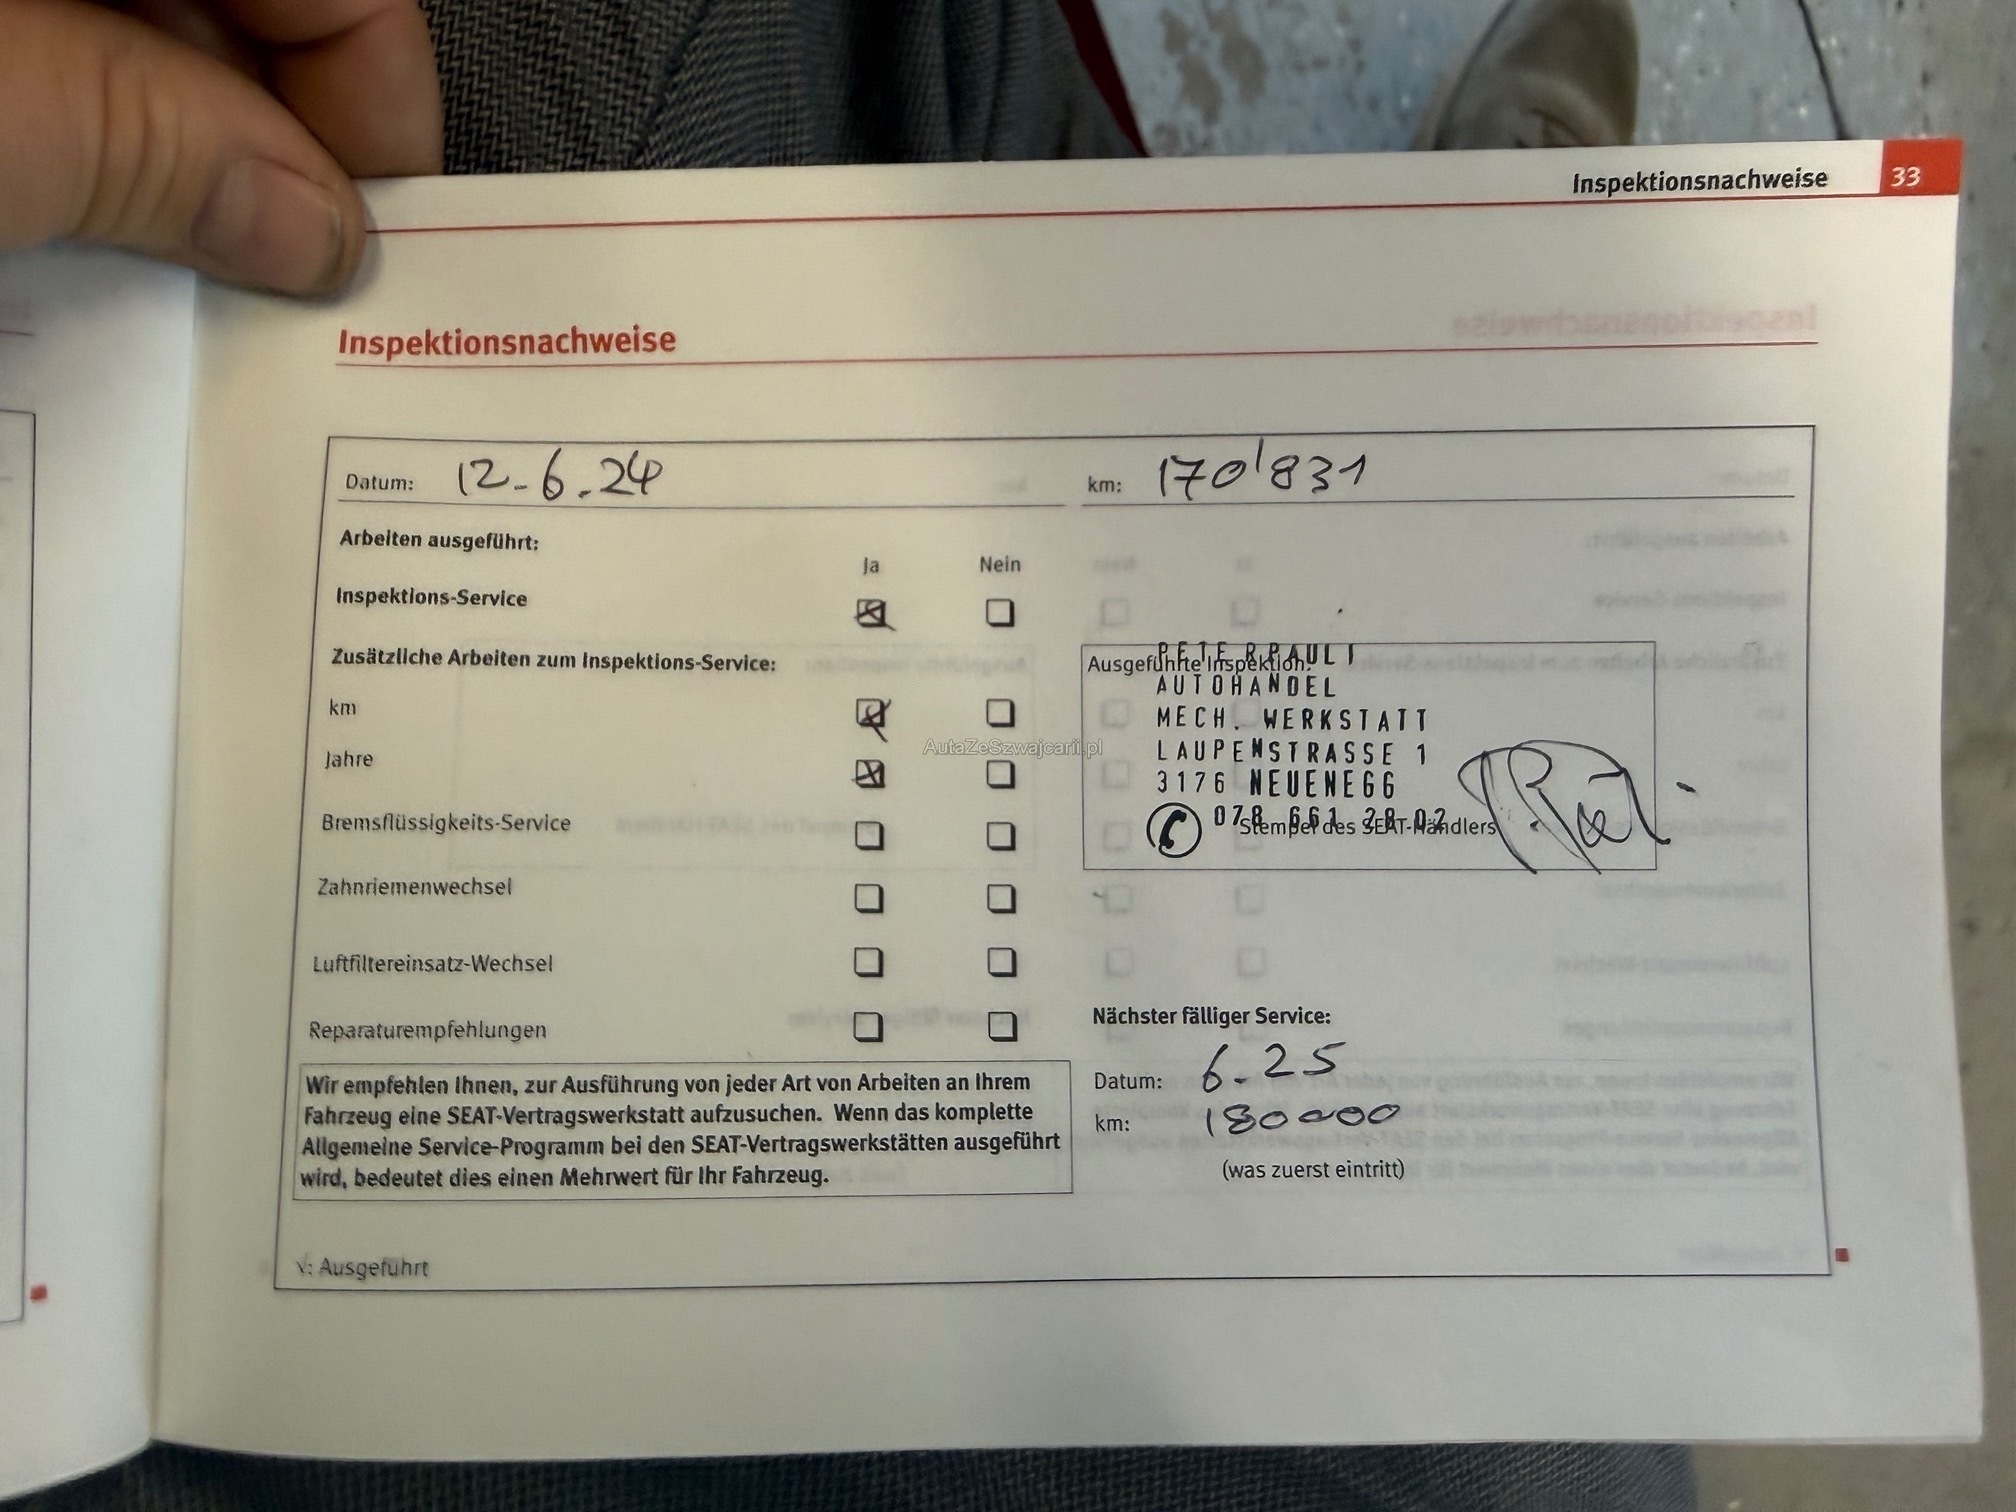 Inspektionsnachweise 33
Inspektionsnachweise
Datum: 12.6.24 km: 170'831
Arbeiten ausgeführt:
Ja Nein
Inspektions-Service
Zusätzliche Arbeiten zum Inspektions-Service:
km
Jahre
Bremsflüssigkeits-Service
Zahnriemenwechsel
Luftfiltereinsatz-Wechsel
Reparaturempfehlungen
Wir empfehlen Ihnen, zur Ausführung von jeder Art von Arbeiten an Ihrem
Fahrzeug eine SEAT-Vertragswerkstatt aufzusuchen. Wenn das komplette
Allgemeine Service-Programm bei den SEAT-Vertragswerkstätten ausgeführt
wird, bedeutet dies einen Mehrwert für Ihr Fahrzeug.
√: Ausgeführt
PETER PAULI
Ausgeführte Inspektion:
AUTOHANDEL
MECH. WERKSTATT
LAUPENSTRASSE 1
3176 NEUENEGG
078 661 28 02
Stempel des SEAT-Händlers
Nächster fälliger Service:
Datum: 6.25
km: 180000
(was zuerst eintritt)
AutaZeSzwajcarii.pl